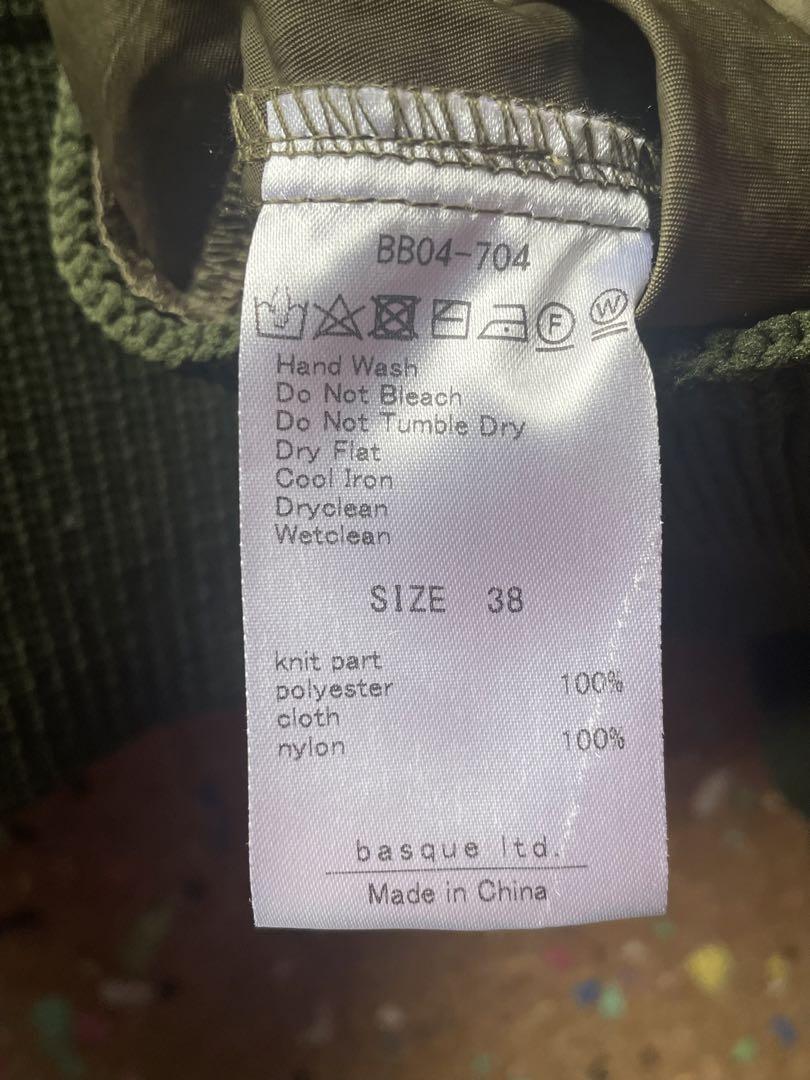 BB04-704
F W
Hand Wash
Do Not Bleach
Do Not Tumble Dry
Dry Flat
Cool Iron
Dryclean
Wetclean
SIZE 38
knit part
polyester 100%
cloth
nylon 100%
basque ltd.
Made in China